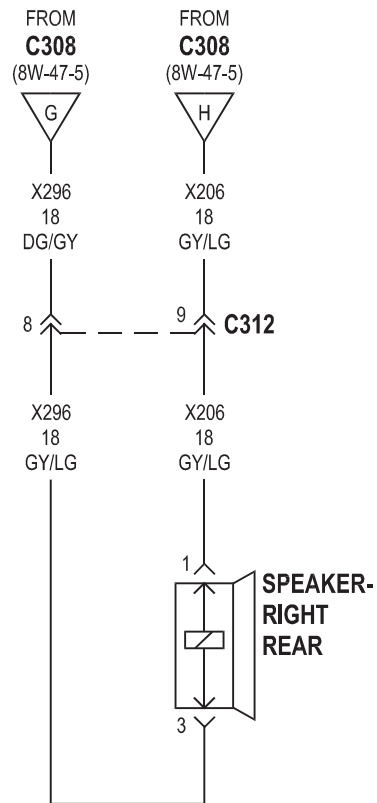 FROM
C308
(8W-47-5)
G
X296
18
DG/GY
FROM
C308
(8W-47-5)
H
X206
18
GY/LG
8
9
C312
X296
18
GY/LG
X206
18
GY/LG
1
SPEAKER-
RIGHT
REAR
3